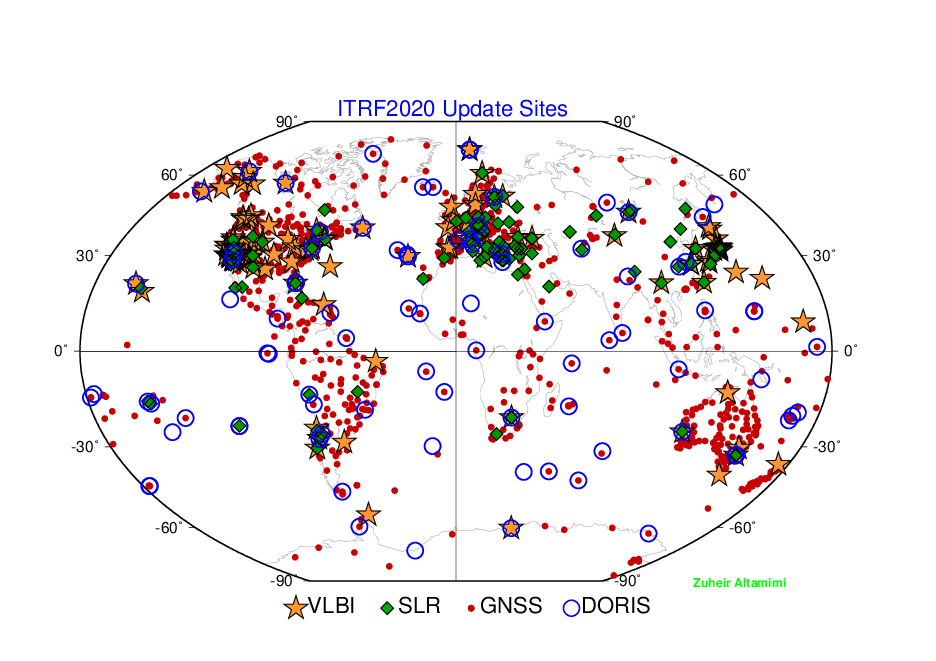 ITRF2020 Update Sites
90˚ 90˚
60˚ 60˚
30˚ 30˚
0˚ 0˚
-30˚ -30˚
-60˚ -60˚
-90˚ -90˚
Zuheir Altamimi
VLBI SLR GNSS DORIS